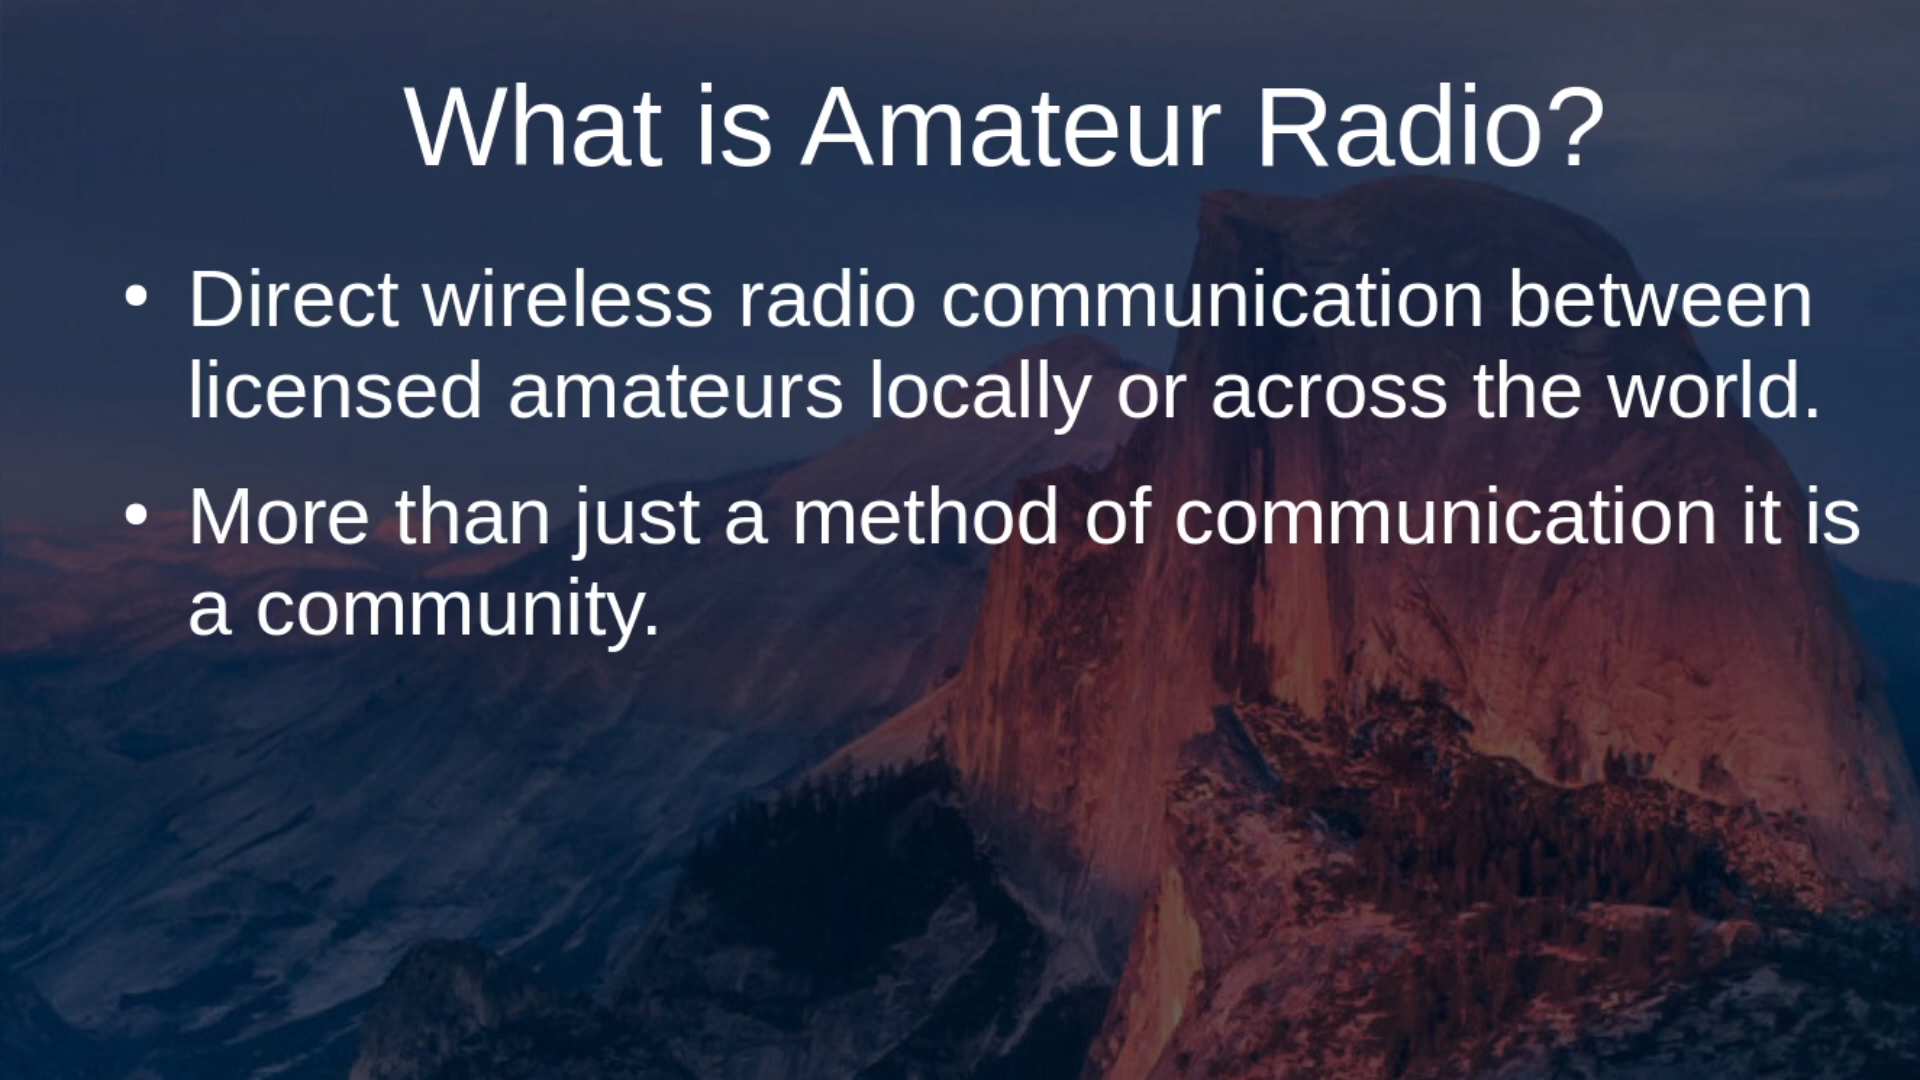 What is Amateur Radio?
• Direct wireless radio communication between
licensed amateurs locally or across the world.
• More than just a method of communication it is
a community.